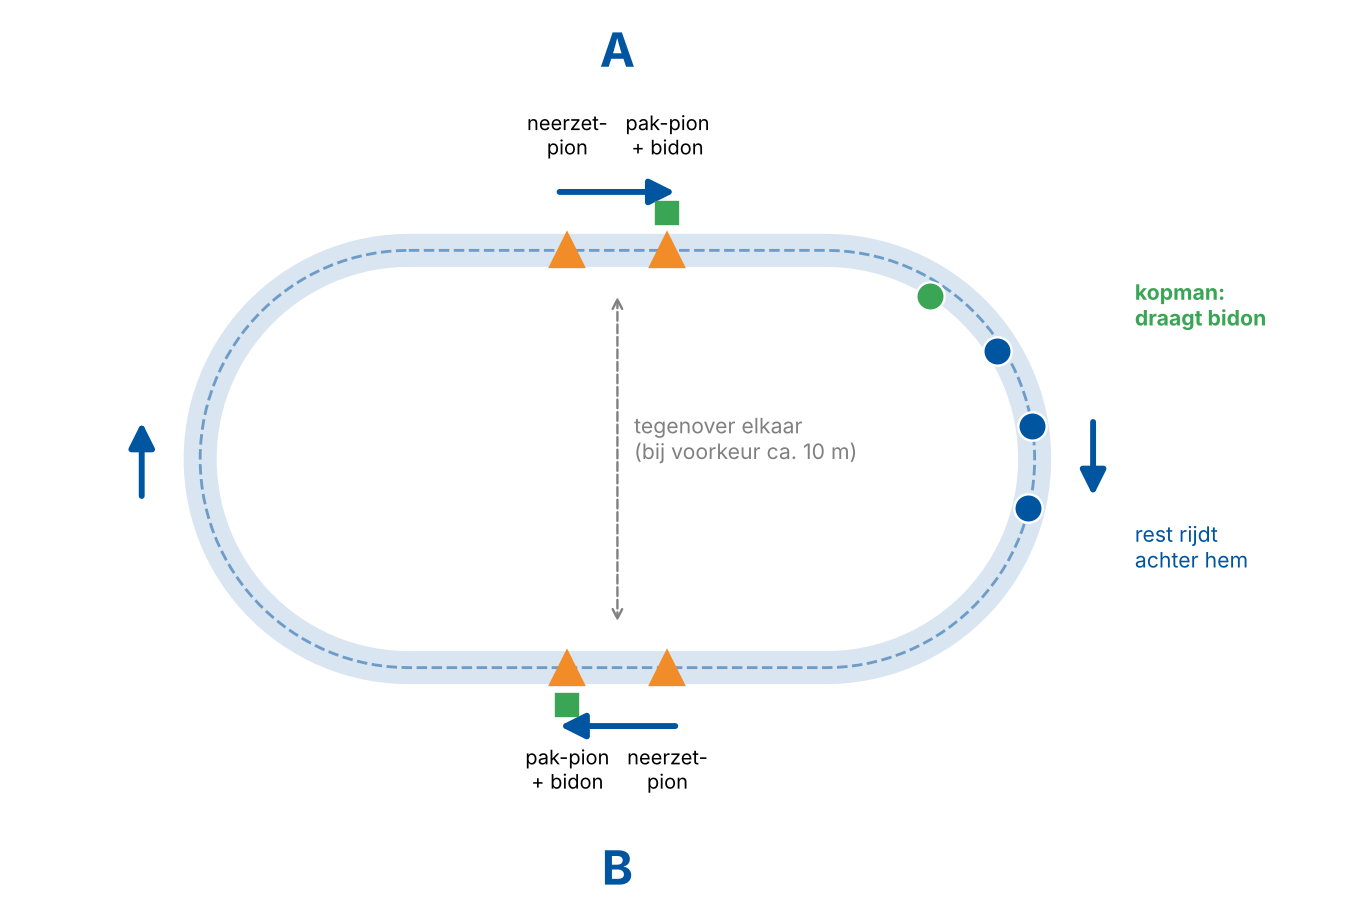 A
neerzet-
pion
pak-pion
+ bidon
kopman:
draagt bidon
tegenover elkaar
(bij voorkeur ca. 10 m)
rest rijdt
achter hem
pak-pion
+ bidon
neerzet-
pion
B